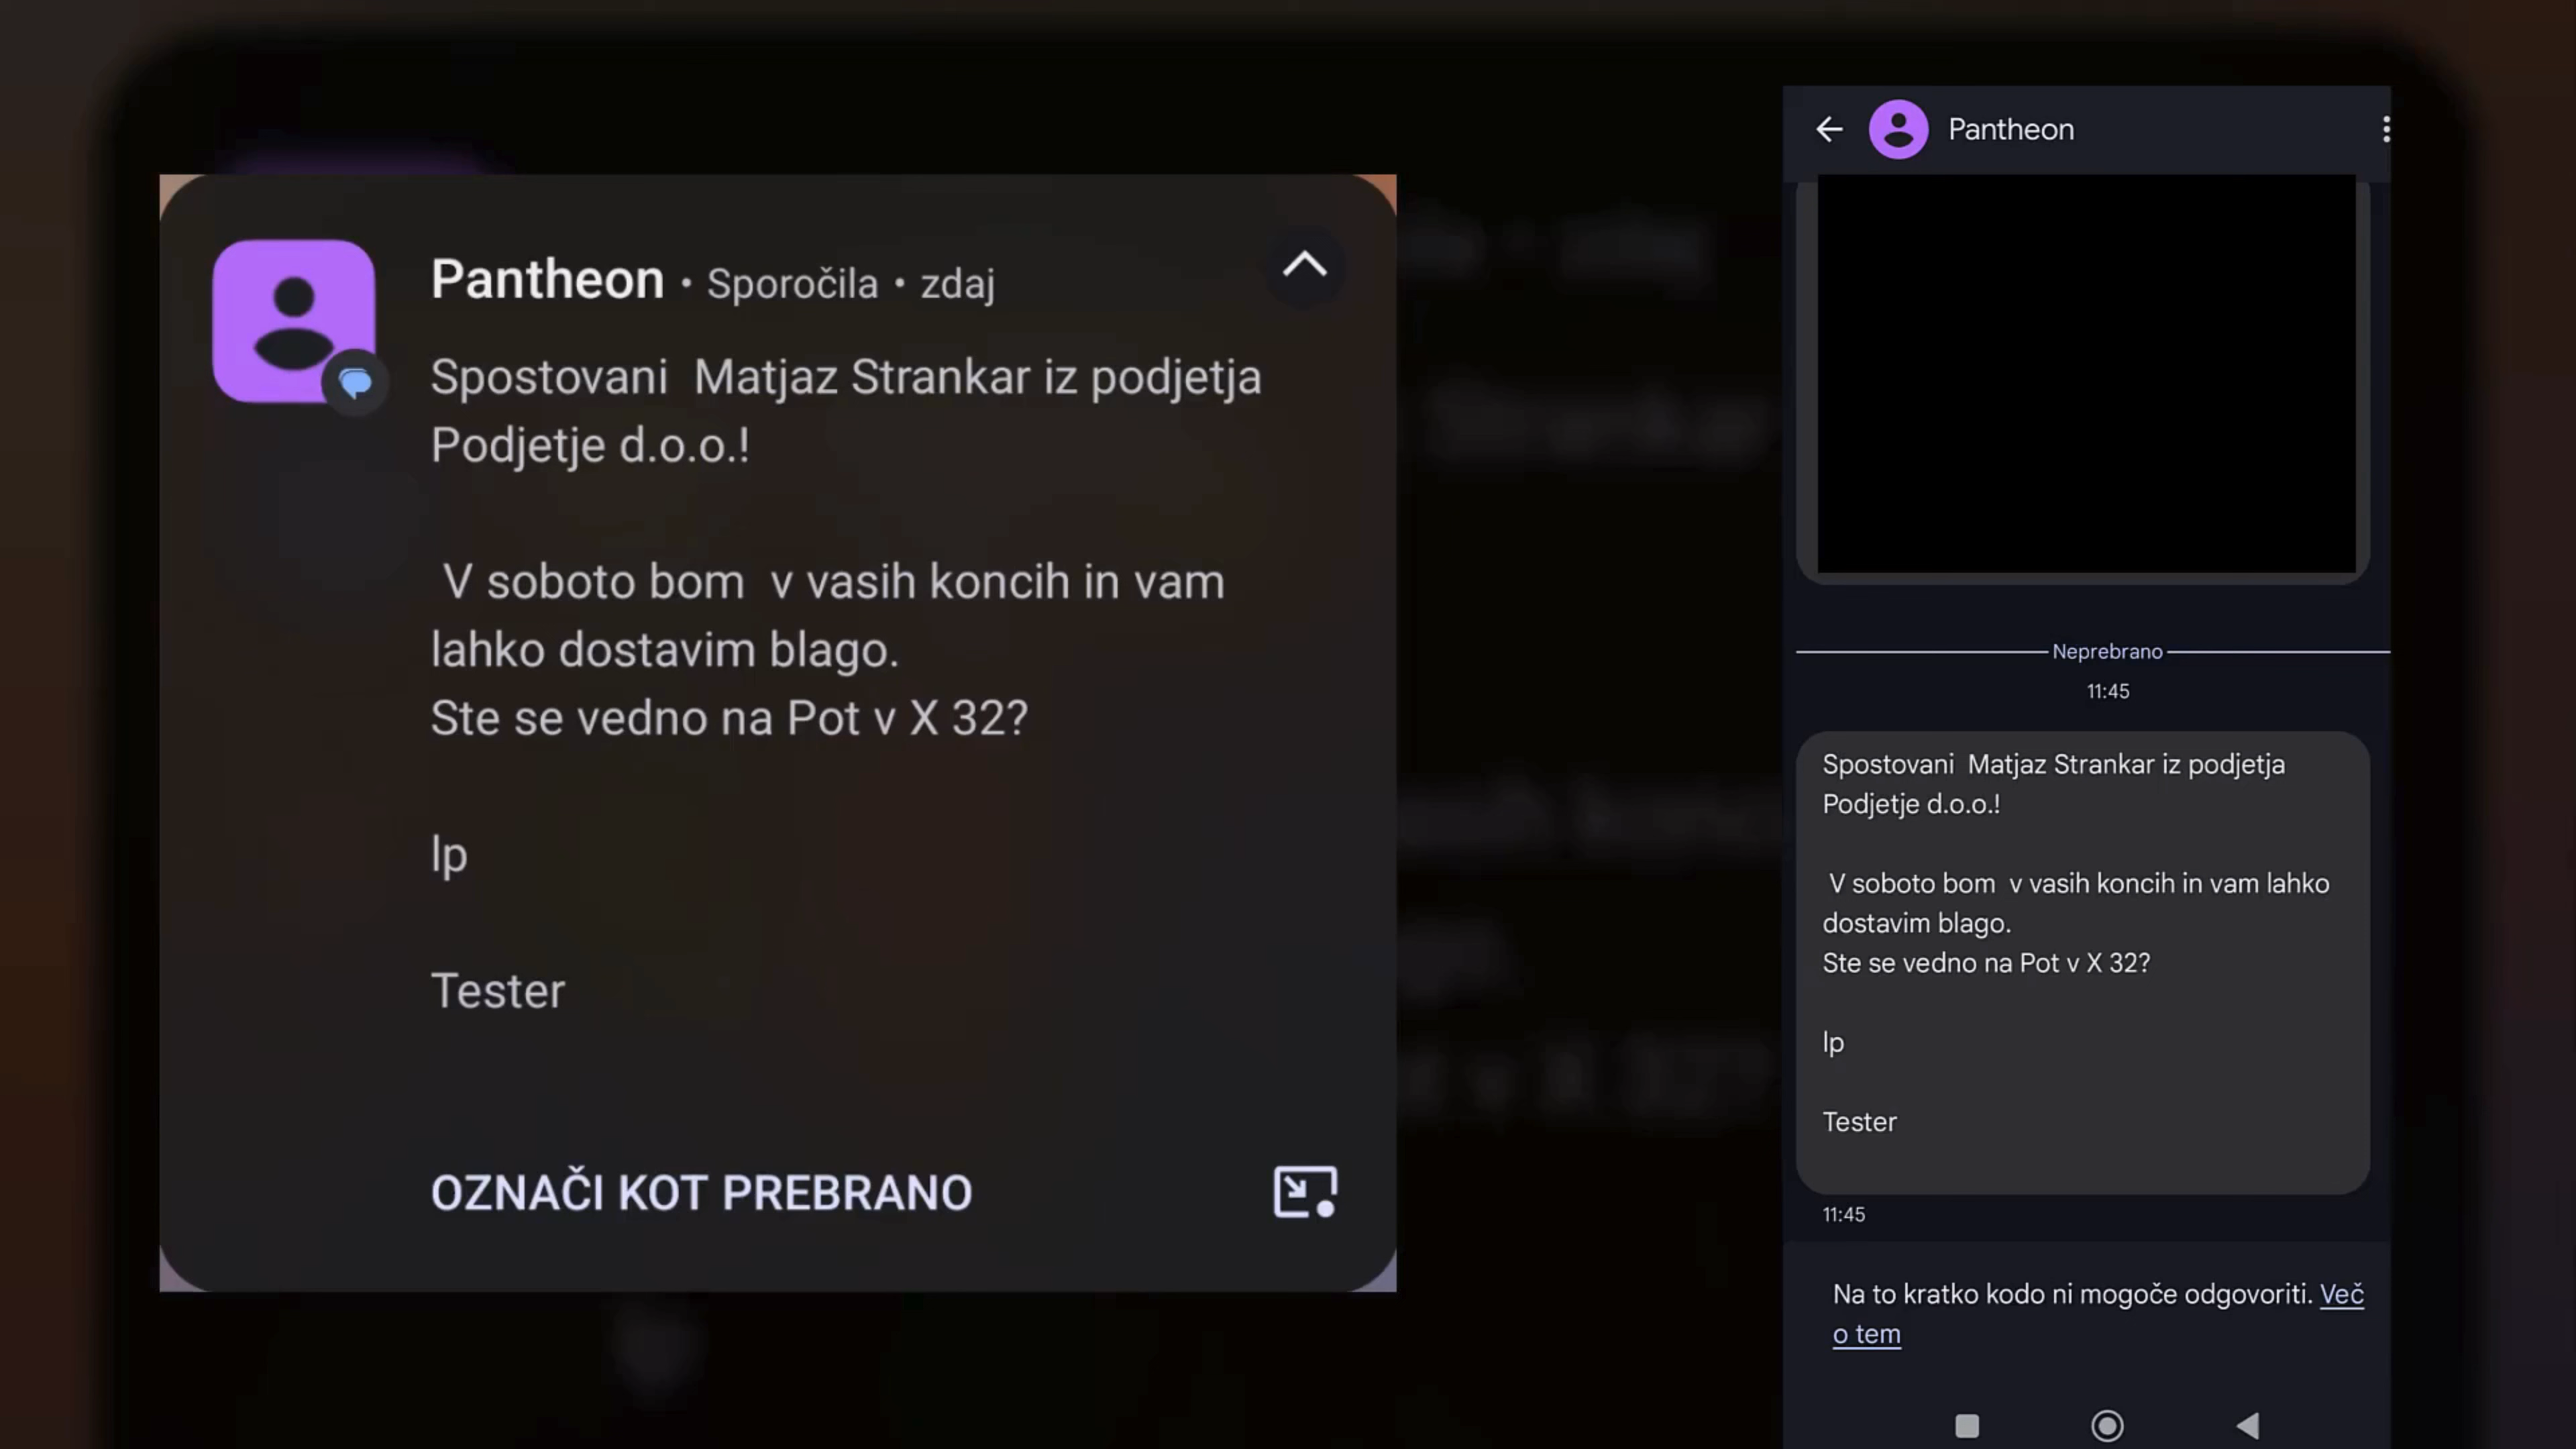 Pantheon • Sporočila • zdaj
Spostovani  Matjaz Strankar iz podjetja
Podjetje d.o.o.!
V soboto bom  v vasih koncih in vam
lahko dostavim blago.
Ste se vedno na Pot v X 32?
lp
Tester
OZNAČI KOT PREBRANO
Pantheon
Neprebrano
11:45
Spostovani  Matjaz Strankar iz podjetja
Podjetje d.o.o.!
V soboto bom  v vasih koncih in vam lahko
dostavim blago.
Ste se vedno na Pot v X 32?
lp
Tester
11:45
Na to kratko kodo ni mogoče odgovoriti. Več
o tem